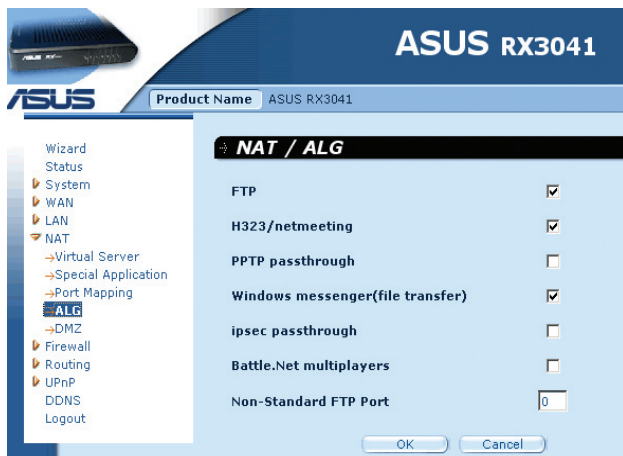 ASUS RX3041
ASUS
Product Name ASUS RX3041
Wizard
Status
System
WAN
LAN
NAT
→Virtual Server
→Special Application
→Port Mapping
→ALG
→DMZ
Firewall
Routing
UPnP
DDNS
Logout
NAT / ALG
FTP
H323/netmeeting
PPTP passthrough
Windows messenger(file transfer)
ipsec passthrough
Battle.Net multiplayers
Non-Standard FTP Port 0
OK Cancel